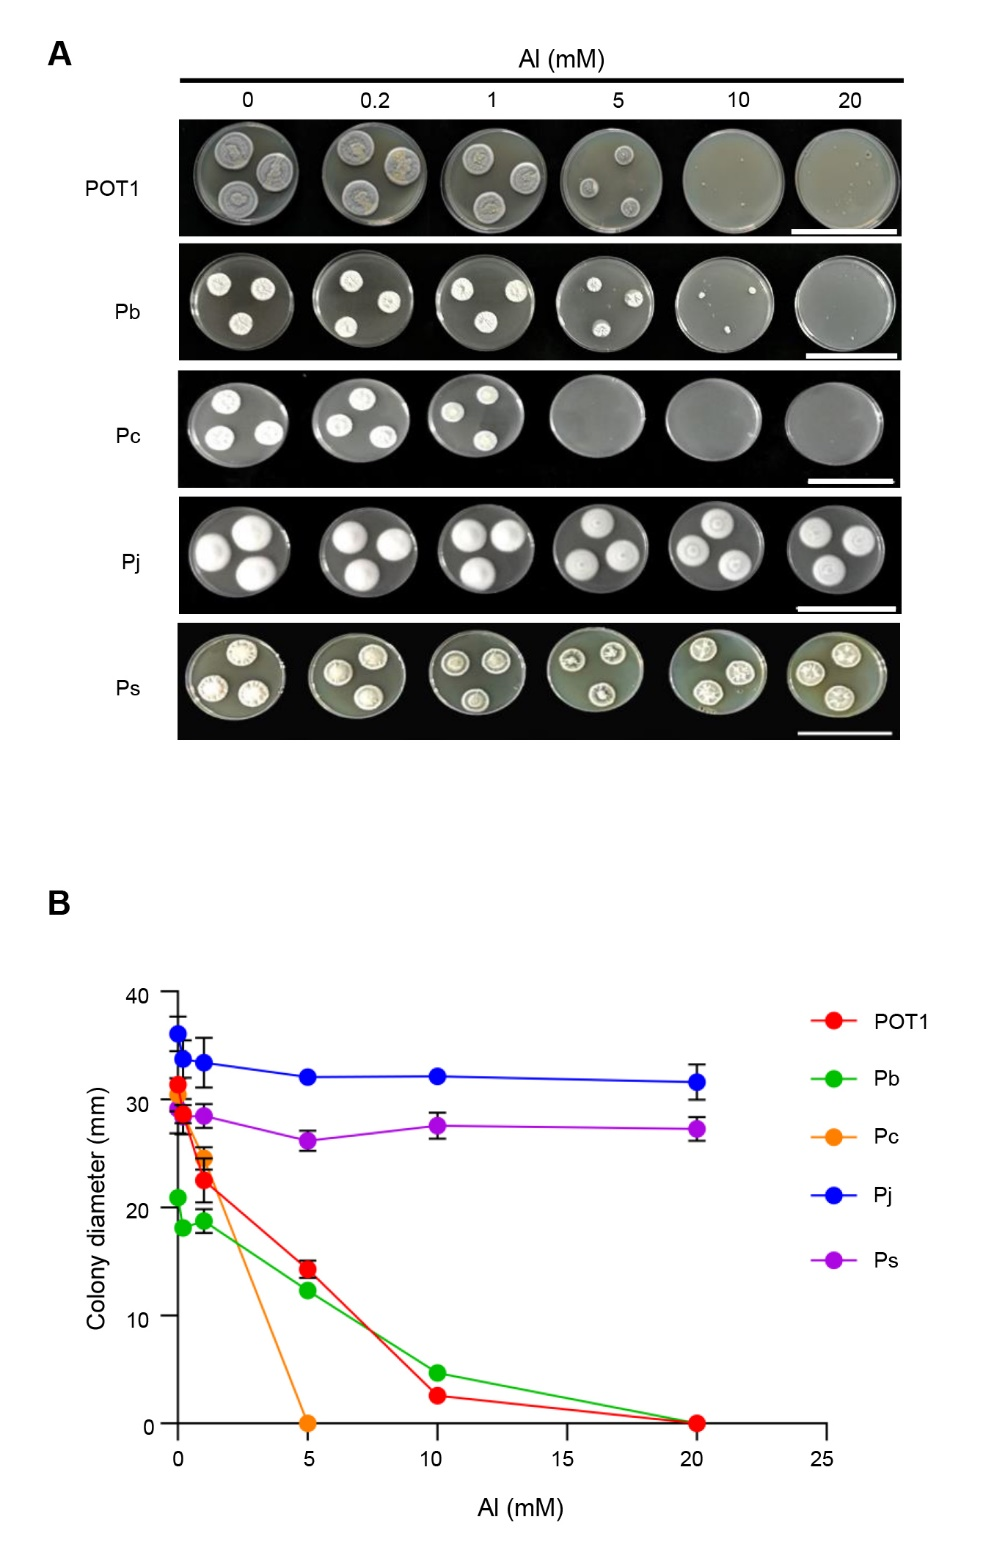 A
Al (mM)
0 0.2 1 5 10 20
POT1
Pb
Pc
Pj
Ps
B
40
30
20
10
0
0 5 10 15 20 25
Colony diameter (mm)
Al (mM)
POT1
Pb
Pc
Pj
Ps